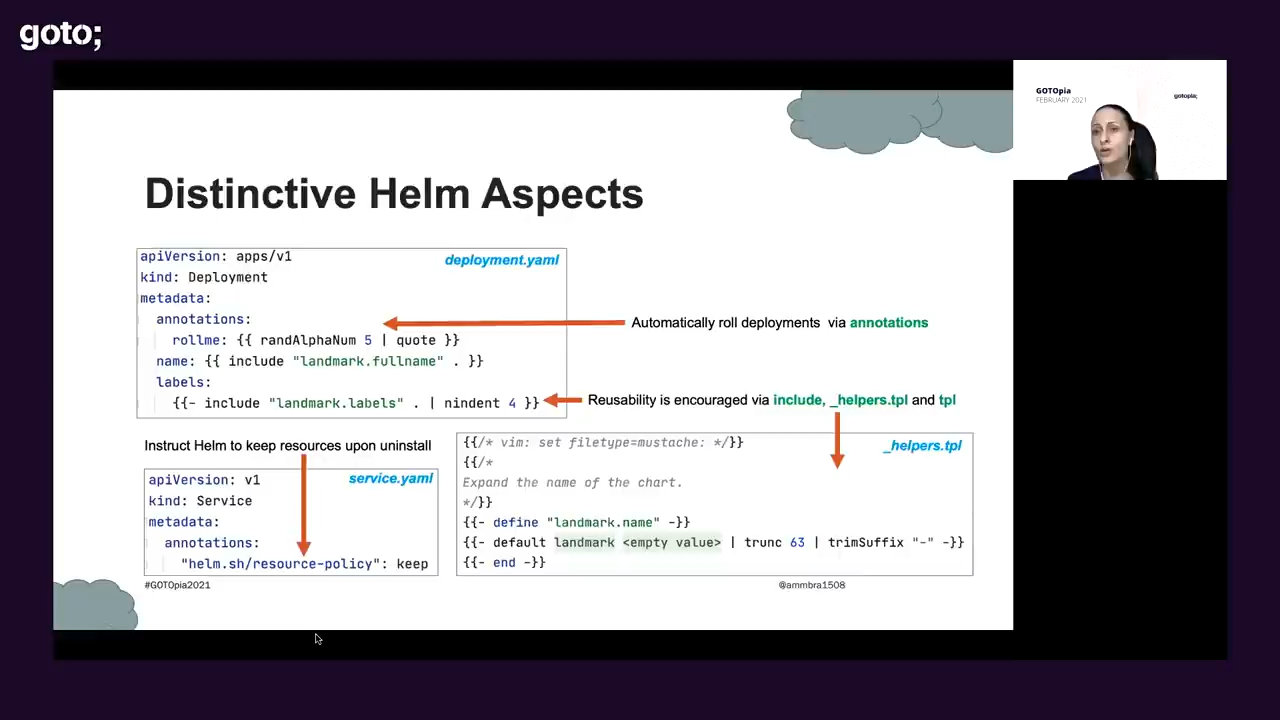 goto;
GOTOpia
FEBRUARY 2021
gotopia;
Distinctive Helm Aspects
deployment.yaml
apiVersion: apps/v1
kind: Deployment
metadata:
annotations:
rollme: {{ randAlphaNum 5 | quote }}
name: {{ include "landmark.fullname" . }}
labels:
{{- include "landmark.labels" . | nindent 4 }}
Automatically roll deployments via annotations
Reusability is encouraged via include, _helpers.tpl and tpl
Instruct Helm to keep resources upon uninstall
service.yaml
apiVersion: v1
kind: Service
metadata:
annotations:
"helm.sh/resource-policy": keep
_helpers.tpl
{{/* vim: set filetype=mustache: */}}
{{/*
Expand the name of the chart.
*/}}
{{- define "landmark.name" -}}
{{- default landmark <empty value> | trunc 63 | trimSuffix "-" -}}
{{- end -}}
#GOTOpia2021
@ammbra1508